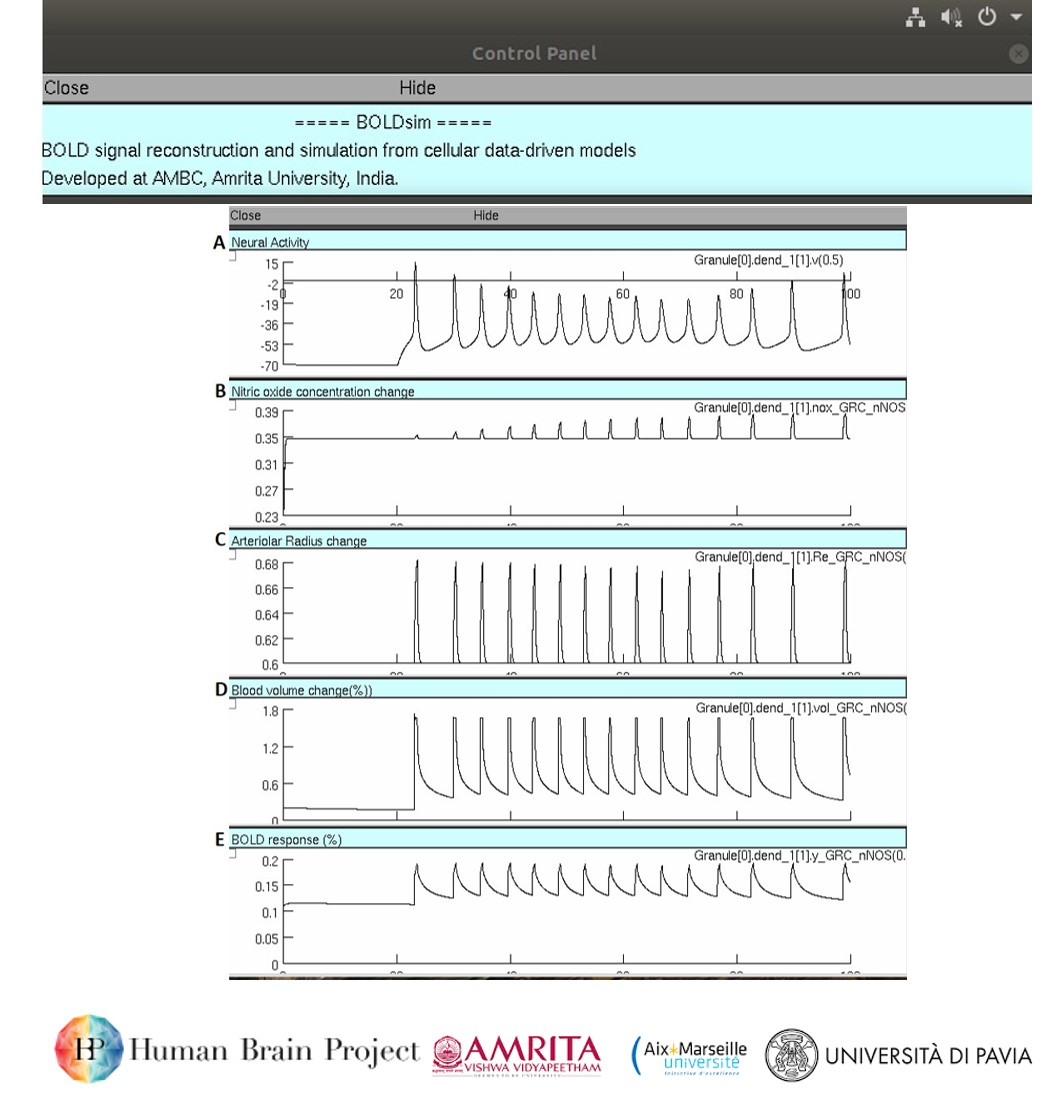 Control Panel
Close Hide
===== BOLDsim =====
BOLD signal reconstruction and simulation from cellular data-driven models
Developed at AMBC, Amrita University, India.
Close Hide
A Neural Activity
Granule[0].dend_1[1].v(0.5)
15
-2
-19
-36
-53
-70
0 20 40 60 80 100
B Nitric oxide concentration change
Granule[0].dend_1[1].nox_GRC_nNOS
0.39
0.35
0.31
0.27
0.23
C Arteriolar Radius change
Granule[0].dend_1[1].Re_GRC_nNOS(
0.68
0.66
0.64
0.62
0.6
D Blood volume change(%))
Granule[0].dend_1[1].vol_GRC_nNOS(
1.8
1.2
0.6
0
E BOLD response (%)
Granule[0].dend_1[1].y_GRC_nNOS(0.
0.2
0.15
0.1
0.05
0
HP Human Brain Project
AMRITA
VISHWA VIDYAPEETHAM
Aix*Marseille
université
Initiative d'excellence
UNIVERSITÀ DI PAVIA